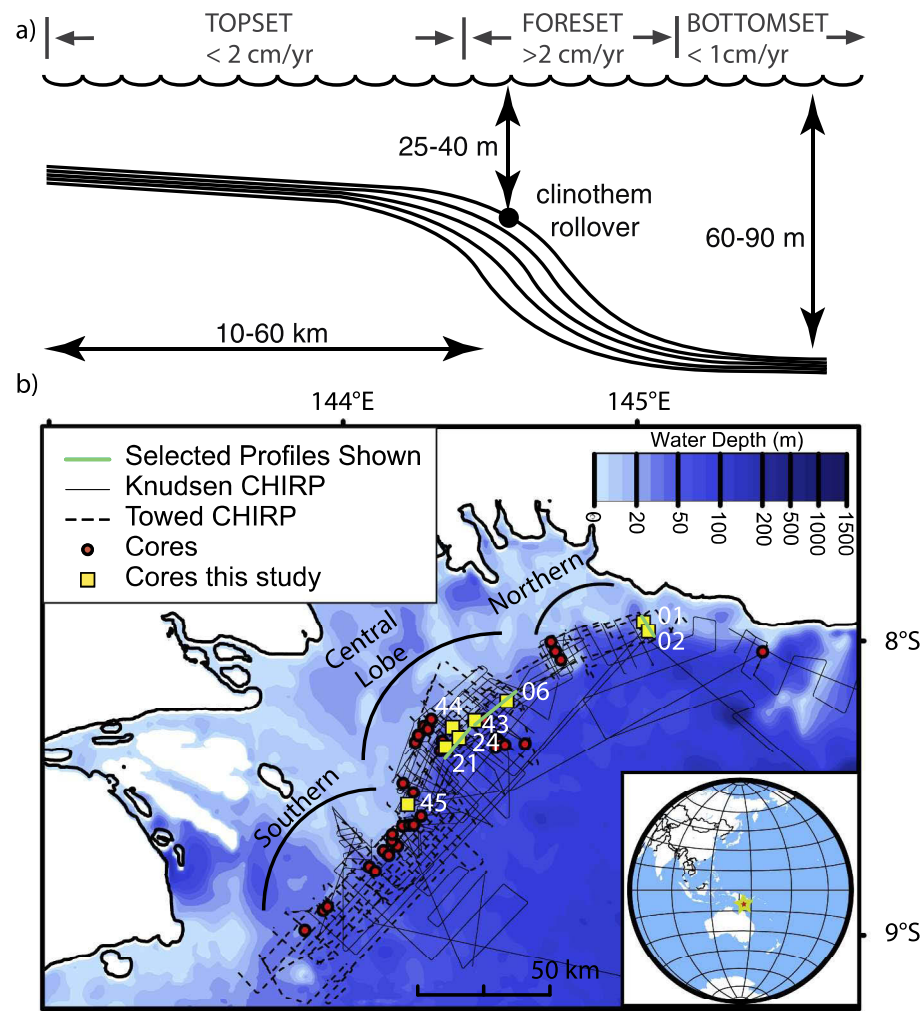 a)
TOPSET
< 2 cm/yr
FORESET
>2 cm/yr
BOTTOMSET
< 1cm/yr
25-40 m
clinothem
rollover
60-90 m
10-60 km
b)
144°E
145°E
Selected Profiles Shown
Knudsen CHIRP
Towed CHIRP
Cores
Cores this study
Water Depth (m)
0
20
50
100
200
500
1000
1500
Northern
Central
Lobe
Southern
01
02
8°S
06
44
43
24
21
45
9°S
50 km